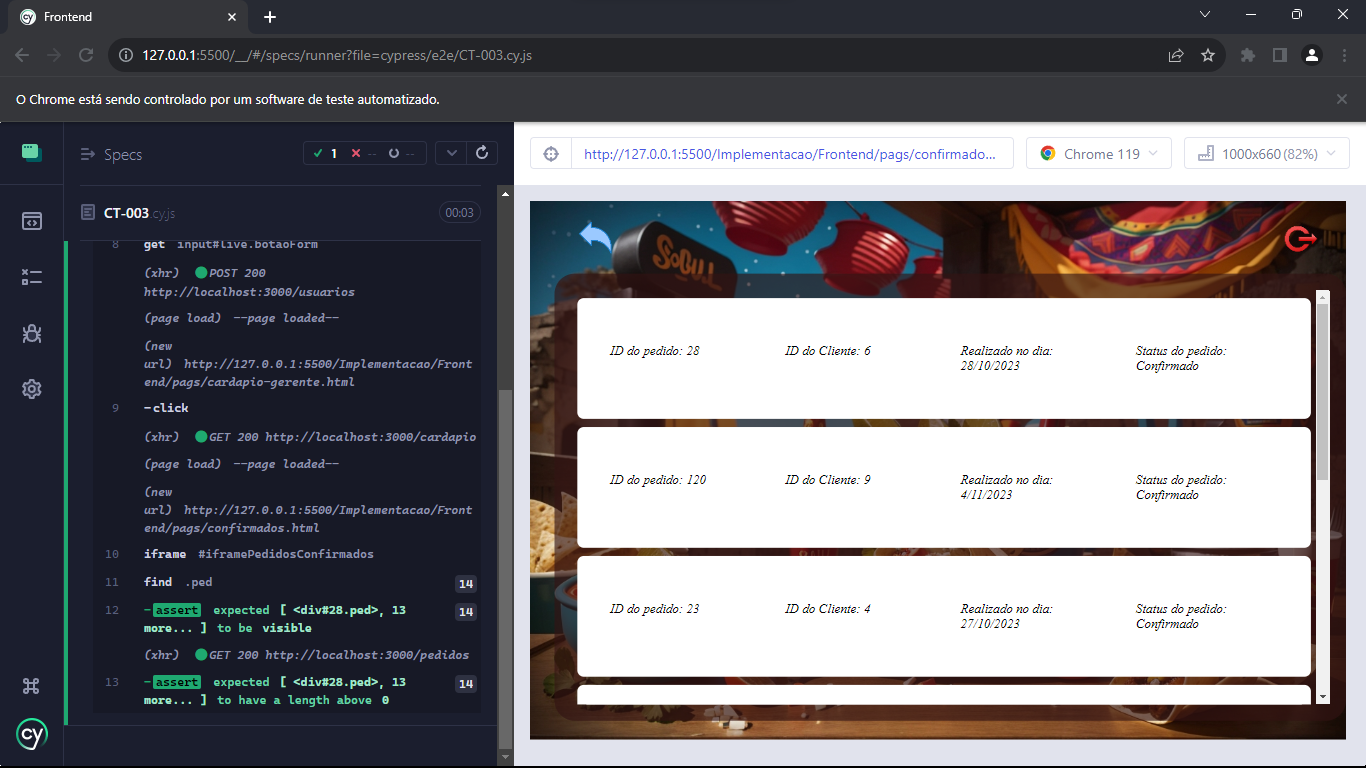 Frontend
127.0.0.1:5500/__/#/specs/runner?file=cypress/e2e/CT-003.cy.js
O Chrome está sendo controlado por um software de teste automatizado.
Specs
1 -- --
CT-003.cy.js 00:03
8 get input#live.botaoForm
(xhr) POST 200
http://localhost:3000/usuarios
(page load) --page loaded--
(new
url) http://127.0.0.1:5500/Implementacao/Front
end/pags/cardapio-gerente.html
9 -click
(xhr) GET 200 http://localhost:3000/cardapio
(page load) --page loaded--
(new
url) http://127.0.0.1:5500/Implementacao/Front
end/pags/confirmados.html
10 iframe #iframePedidosConfirmados
11 find .ped 14
12 -assert expected [ <div#28.ped>, 13 14
more... ] to be visible
(xhr) GET 200 http://localhost:3000/pedidos
13 -assert expected [ <div#28.ped>, 13 14
more... ] to have a length above 0
cy
http://127.0.0.1:5500/Implementacao/Frontend/pags/confirmado...
Chrome 119
1000x660 (82%)
ID do pedido: 28 ID do Cliente: 6 Realizado no dia: Status do pedido:
28/10/2023 Confirmado
ID do pedido: 120 ID do Cliente: 9 Realizado no dia: Status do pedido:
4/11/2023 Confirmado
ID do pedido: 23 ID do Cliente: 4 Realizado no dia: Status do pedido:
27/10/2023 Confirmado